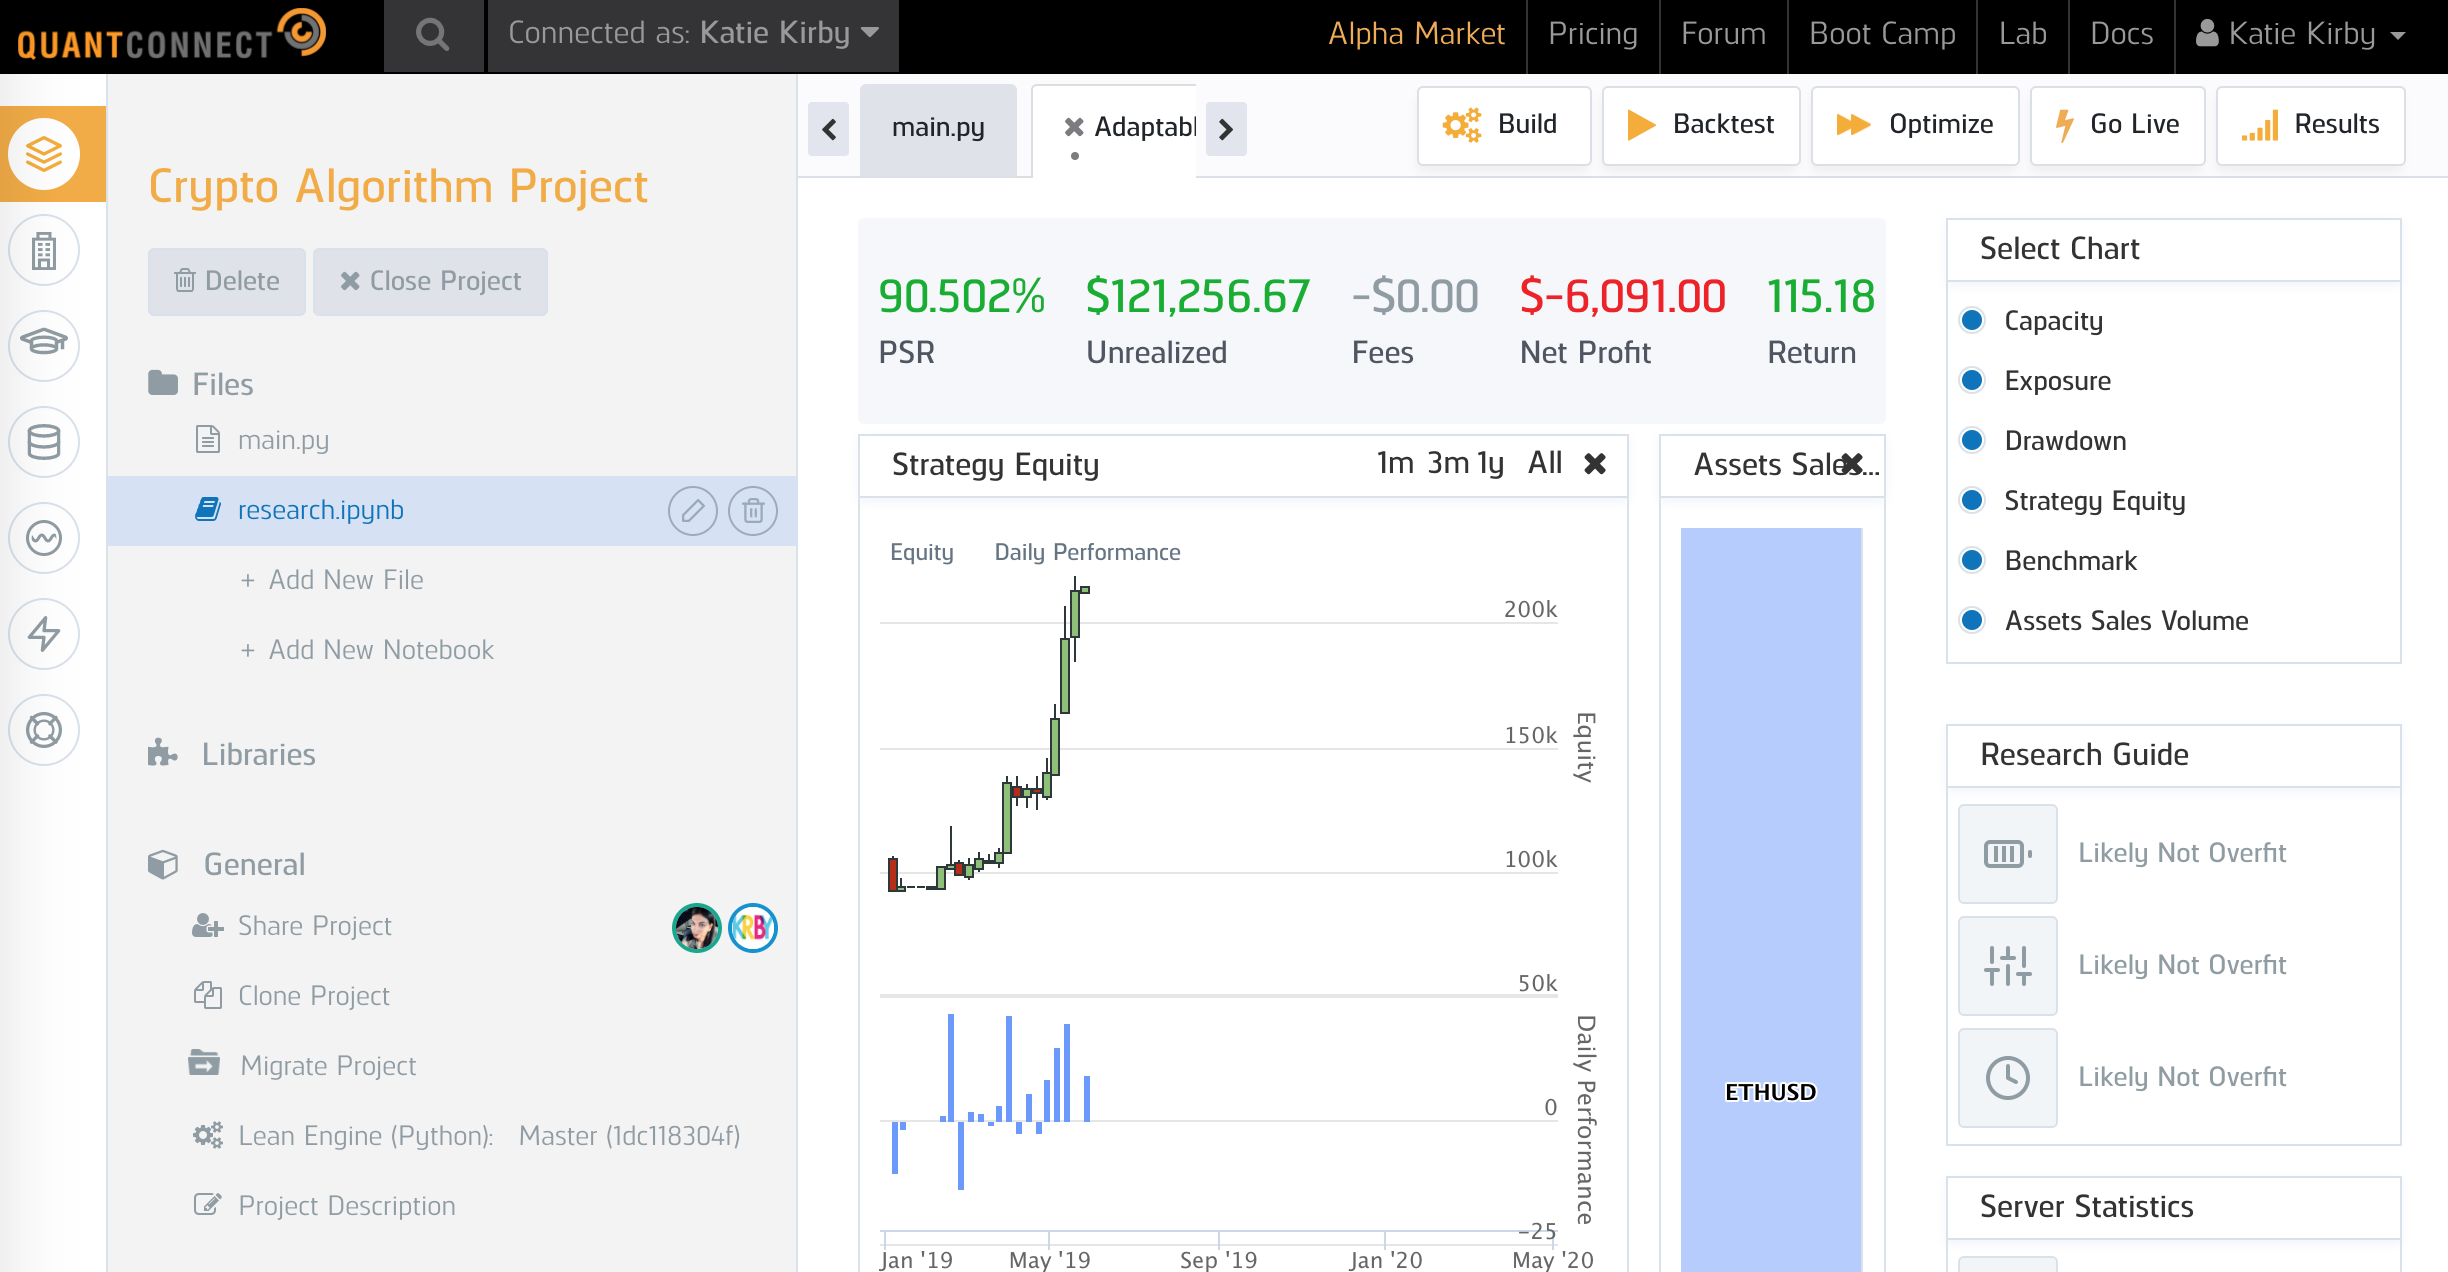 QUANTCONNECT
Connected as: Katie Kirby
Alpha Market
Pricing
Forum
Boot Camp
Lab
Docs
Katie Kirby
Crypto Algorithm Project
Delete
Close Project
Files
main.py
research.ipynb
+ Add New File
+ Add New Notebook
Libraries
General
Share Project
KRBY
Clone Project
Migrate Project
Lean Engine (Python): Master (1dc118304f)
Project Description
main.py
Adaptabl
Build
Backtest
Optimize
Go Live
Results
90.502%
PSR
$121,256.67
Unrealized
-$0.00
Fees
$-6,091.00
Net Profit
115.18
Return
Strategy Equity
1m 3m 1y All
Equity
Daily Performance
200k
150k
100k
50k
Equity
0
-25
Daily Performance
Jan '19
May '19
Sep '19
Jan '20
May '20
Assets Sales...
ETHUSD
Select Chart
Capacity
Exposure
Drawdown
Strategy Equity
Benchmark
Assets Sales Volume
Research Guide
Likely Not Overfit
Likely Not Overfit
Likely Not Overfit
Server Statistics